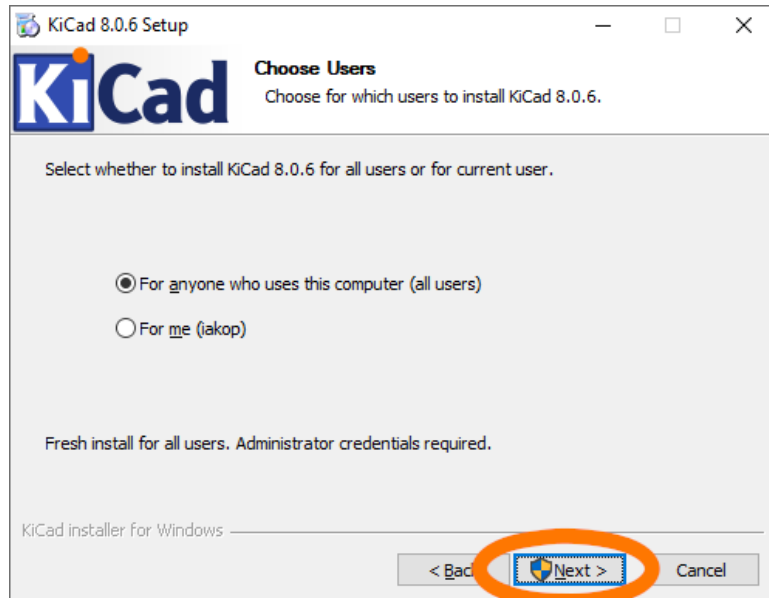 KiCad 8.0.6 Setup
KiCad
Choose Users
Choose for which users to install KiCad 8.0.6.
Select whether to install KiCad 8.0.6 for all users or for current user.
For anyone who uses this computer (all users)
For me (iakop)
Fresh install for all users. Administrator credentials required.
KiCad installer for Windows
< Back Next > Cancel